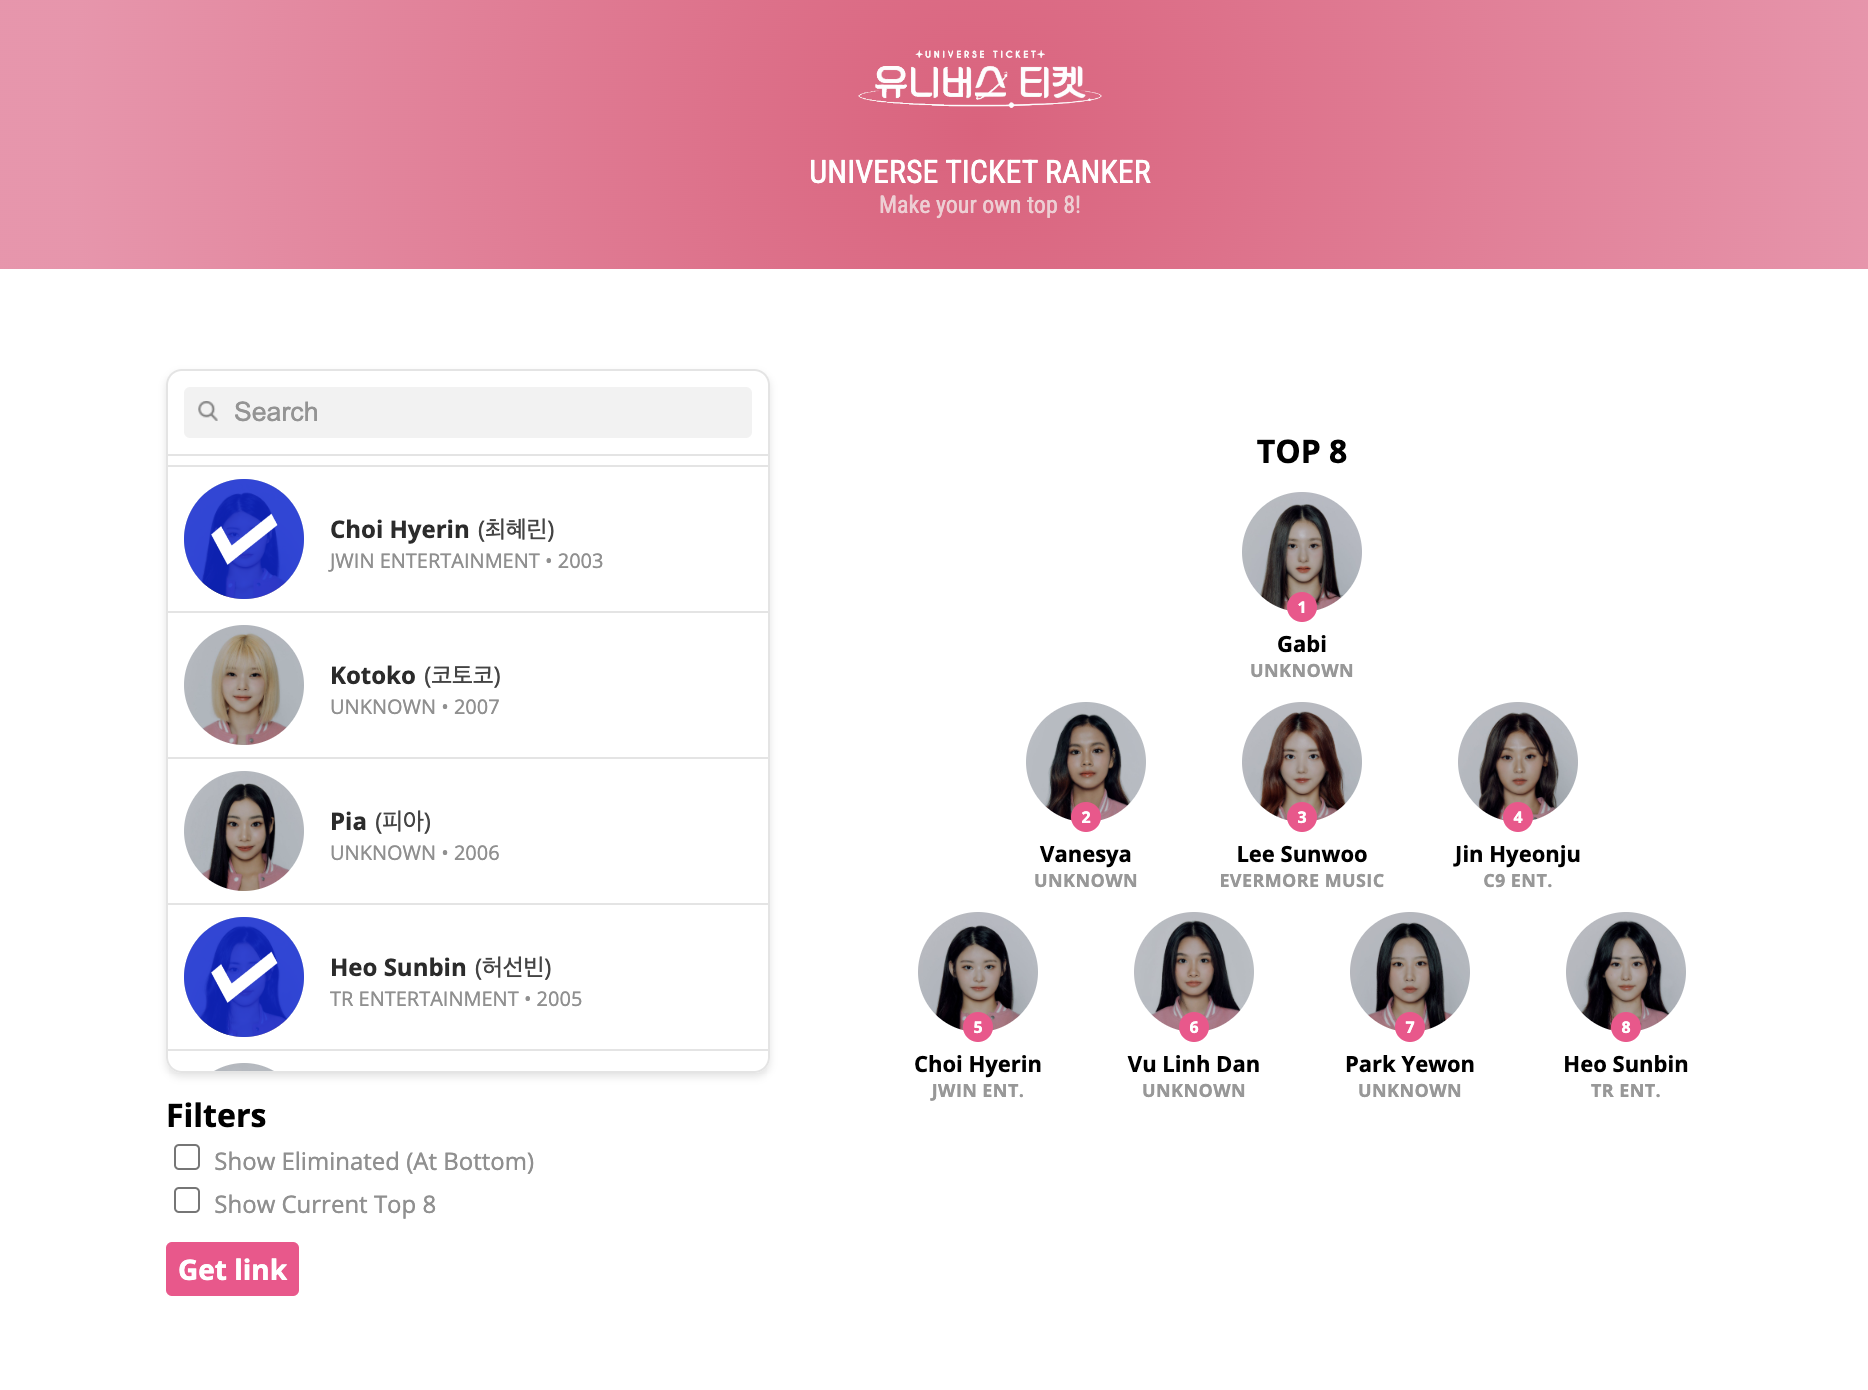 +UNIVERSE TICKET+
유니버스 티켓
UNIVERSE TICKET RANKER
Make your own top 8!
Search
Choi Hyerin (최혜린)
JWIN ENTERTAINMENT • 2003
Kotoko (코토코)
UNKNOWN • 2007
Pia (피아)
UNKNOWN • 2006
Heo Sunbin (허선빈)
TR ENTERTAINMENT • 2005
Filters
Show Eliminated (At Bottom)
Show Current Top 8
Get link
TOP 8
1
Gabi
UNKNOWN
2
Vanesya
UNKNOWN
3
Lee Sunwoo
EVERMORE MUSIC
4
Jin Hyeonju
C9 ENT.
5
Choi Hyerin
JWIN ENT.
6
Vu Linh Dan
UNKNOWN
7
Park Yewon
UNKNOWN
8
Heo Sunbin
TR ENT.